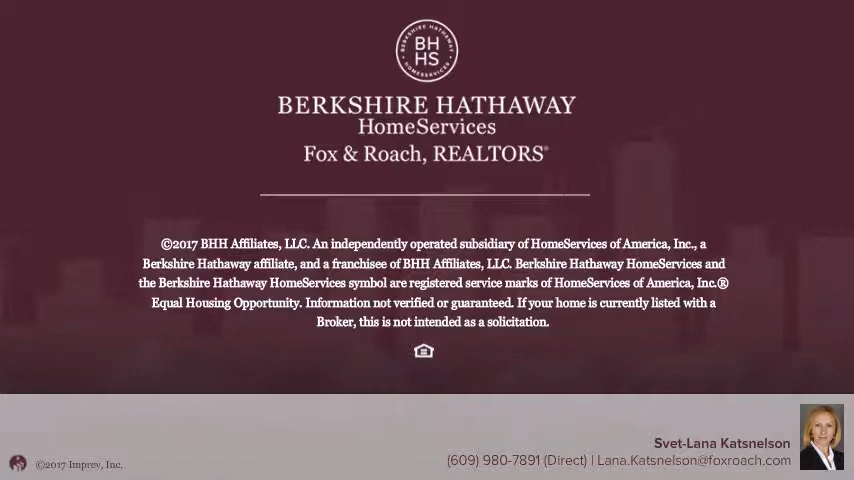 BERKSHIRE HATHAWAY
BH
HS
HOMESERVICES
BERKSHIRE HATHAWAY
HomeServices
Fox & Roach, REALTORS®
©2017 BHH Affiliates, LLC. An independently operated subsidiary of HomeServices of America, Inc., a
Berkshire Hathaway affiliate, and a franchisee of BHH Affiliates, LLC. Berkshire Hathaway HomeServices and
the Berkshire Hathaway HomeServices symbol are registered service marks of HomeServices of America, Inc.®
Equal Housing Opportunity. Information not verified or guaranteed. If your home is currently listed with a
Broker, this is not intended as a solicitation.
Svet-Lana Katsnelson
(609) 980-7891 (Direct) | Lana.Katsnelson@foxroach.com
©2017 Imprev, Inc.